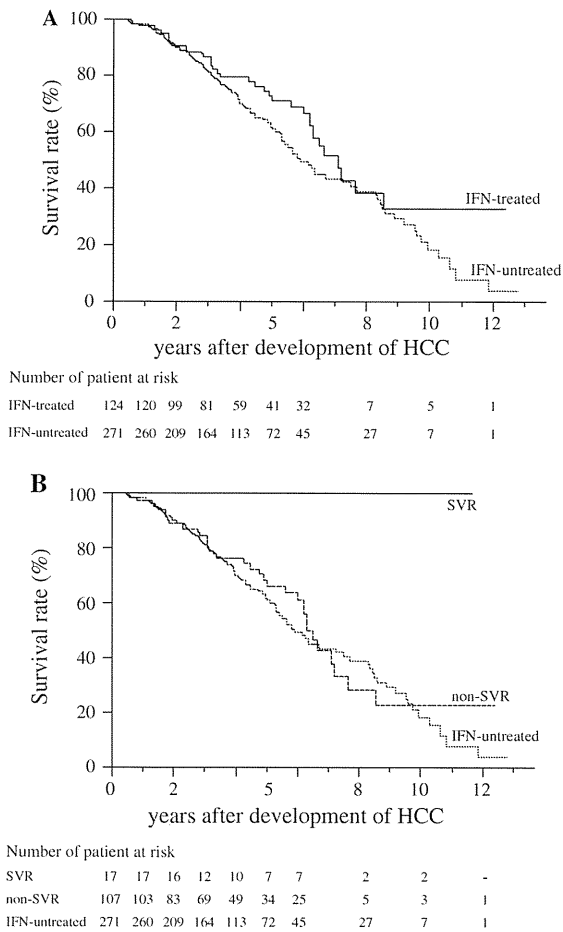 A
100
80
60
40
20
0
Survival rate (%)
IFN-treated
IFN-untreated
0 2 5 8 10 12
years after development of HCC
Number of patient at risk
IFN-treated 124 120 99 81 59 41 32 7 5 1
IFN-untreated 271 260 209 164 113 72 45 27 7 1
B
100
80
60
40
20
0
Survival rate (%)
SVR
non-SVR
IFN-untreated
0 2 5 8 10 12
years after development of HCC
Number of patient at risk
SVR 17 17 16 12 10 7 7 2 2 -
non-SVR 107 103 83 69 49 34 25 5 3 1
IFN-untreated 271 260 209 164 113 72 45 27 7 1